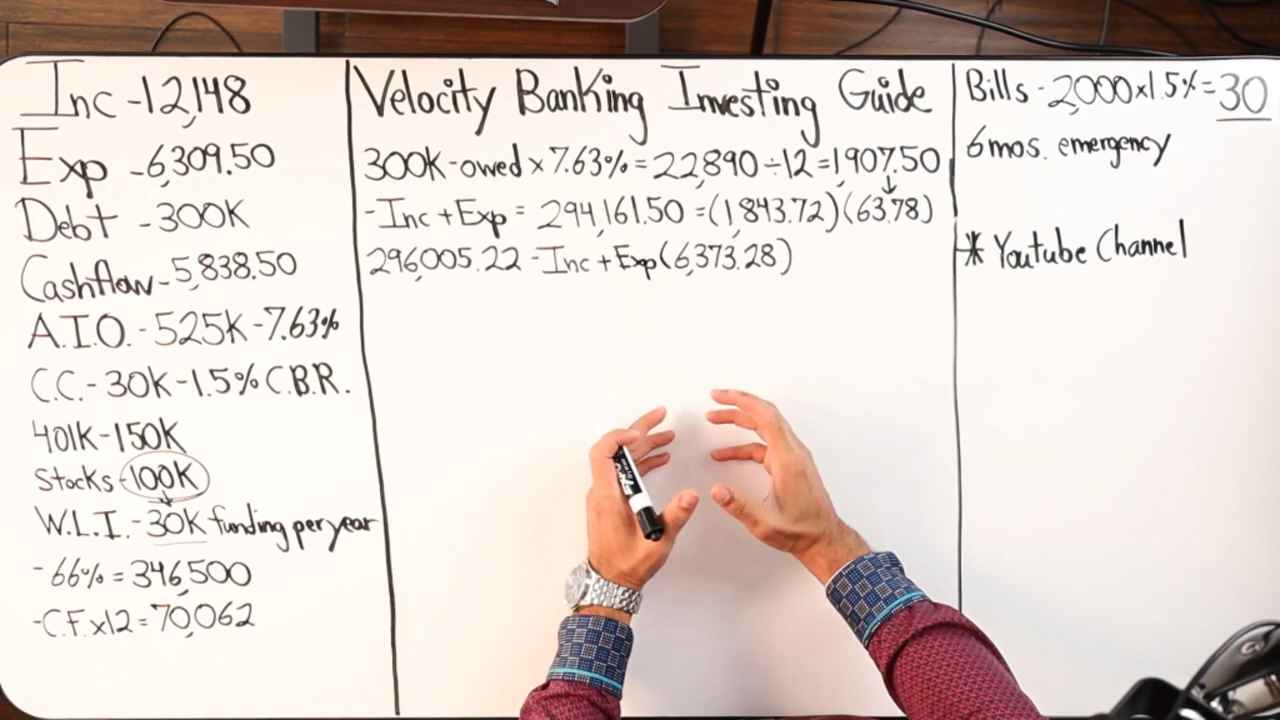 Inc -12,148
Exp -6,309.50
Debt -300K
Cashflow -5,838.50
A.I.O. -525K -7.63%
C.C. -30K -1.5% C.B.R.
401K-150K
Stocks -100K
W.L.I. -30K funding per year
-66% = 346,500
-C.F. x12 = 70,062
Velocity Banking Investing Guide
300K-owed x 7.63% = 22,890 ÷ 12 = 1,907.50
-Inc + Exp = 294,161.50 = (1,843.72) (63.78)
296,005.22 -Inc + Exp (6,373.28)
Bills - 2,000 x 1.5% = 30
6 mos. emergency
* Youtube Channel